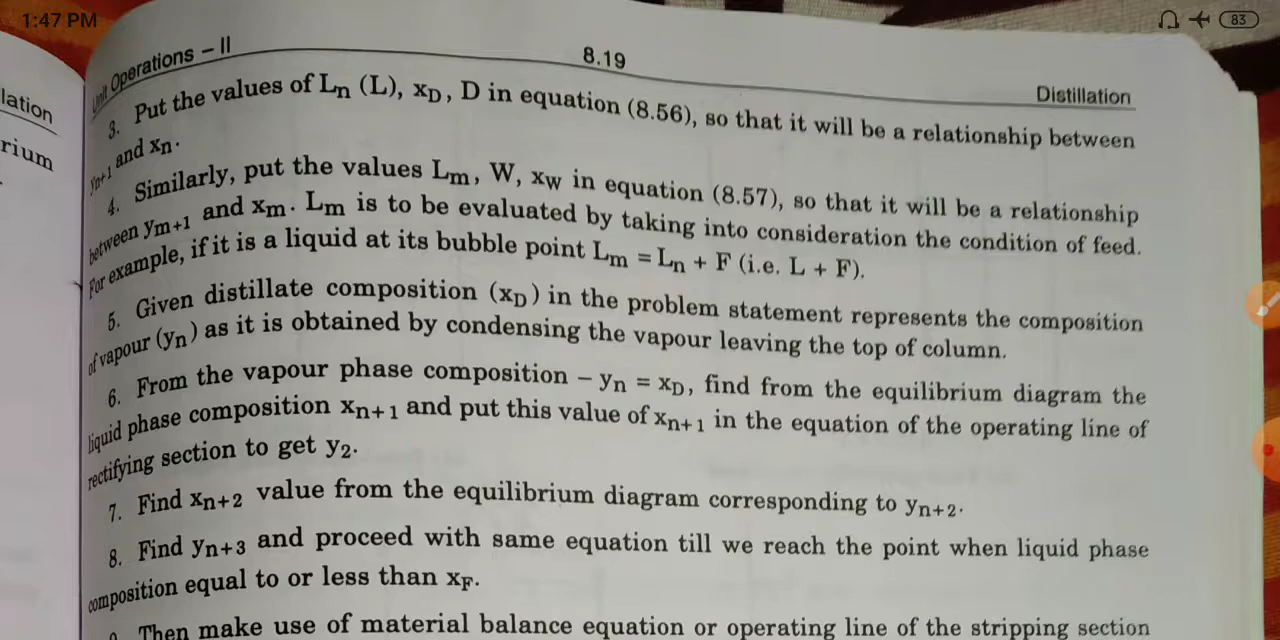 1:47 PM
83
lation
rium
Unit Operations – II
8.19
Distillation
3. Put the values of Ln (L), xD, D in equation (8.56), so that it will be a relationship between
yn+1 and xn.
4. Similarly, put the values Lm, W, xW in equation (8.57), so that it will be a relationship
between ym+1 and xm. Lm is to be evaluated by taking into consideration the condition of feed.
For example, if it is a liquid at its bubble point Lm = Ln + F (i.e. L + F).
5. Given distillate composition (xD) in the problem statement represents the composition
of vapour (yn) as it is obtained by condensing the vapour leaving the top of column.
6. From the vapour phase composition – yn = xD, find from the equilibrium diagram the
liquid phase composition xn+1 and put this value of xn+1 in the equation of the operating line of
rectifying section to get y2.
7. Find xn+2 value from the equilibrium diagram corresponding to yn+2.
8. Find yn+3 and proceed with same equation till we reach the point when liquid phase
composition equal to or less than xF.
Then make use of material balance equation or operating line of the stripping section